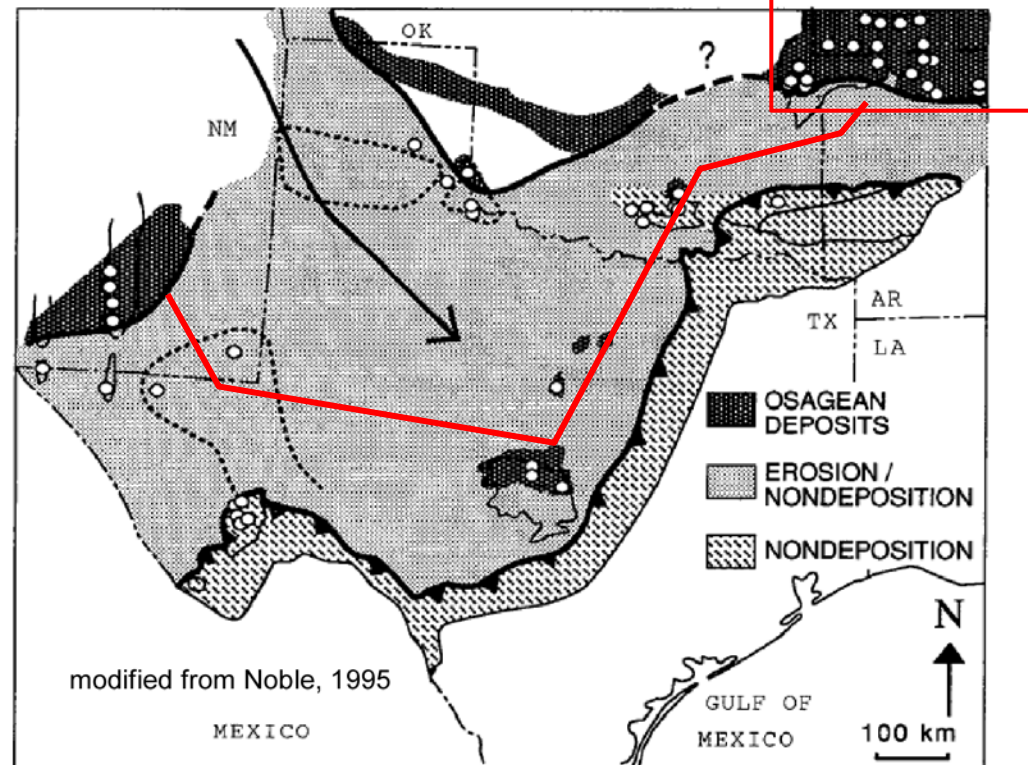 OK
?
NM
AR
TX
LA
OSAGEAN
DEPOSITS
EROSION /
NONDEPOSITION
NONDEPOSITION
N
modified from Noble, 1995
MEXICO
GULF OF
MEXICO
100 km